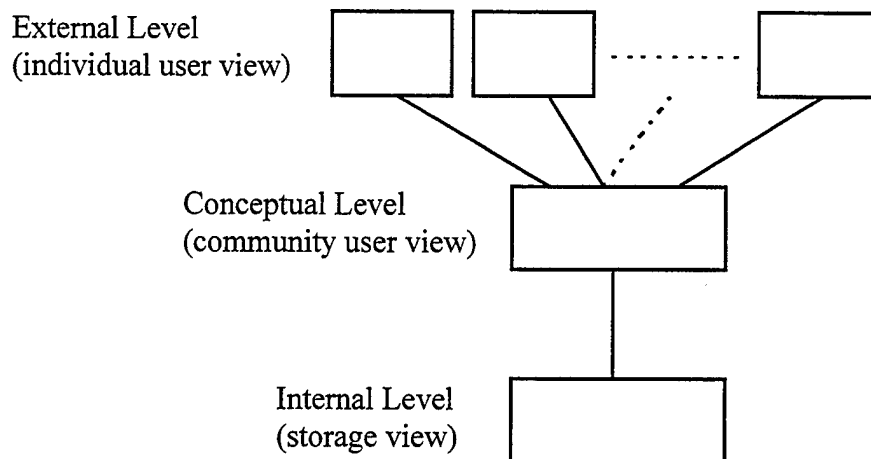 External Level
(individual user view)
Conceptual Level
(community user view)
Internal Level
(storage view)